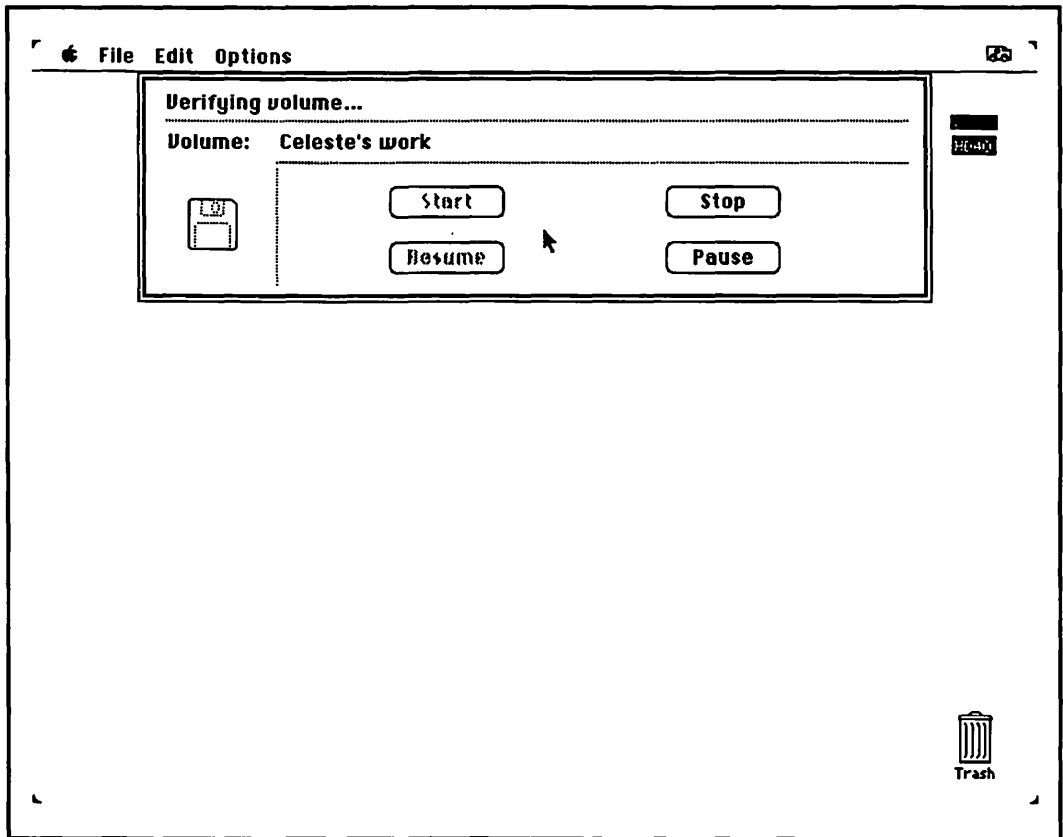 File Edit Options
Verifying volume...
Volume: Celeste's work
Start Stop
Resume Pause
HD40
Trash